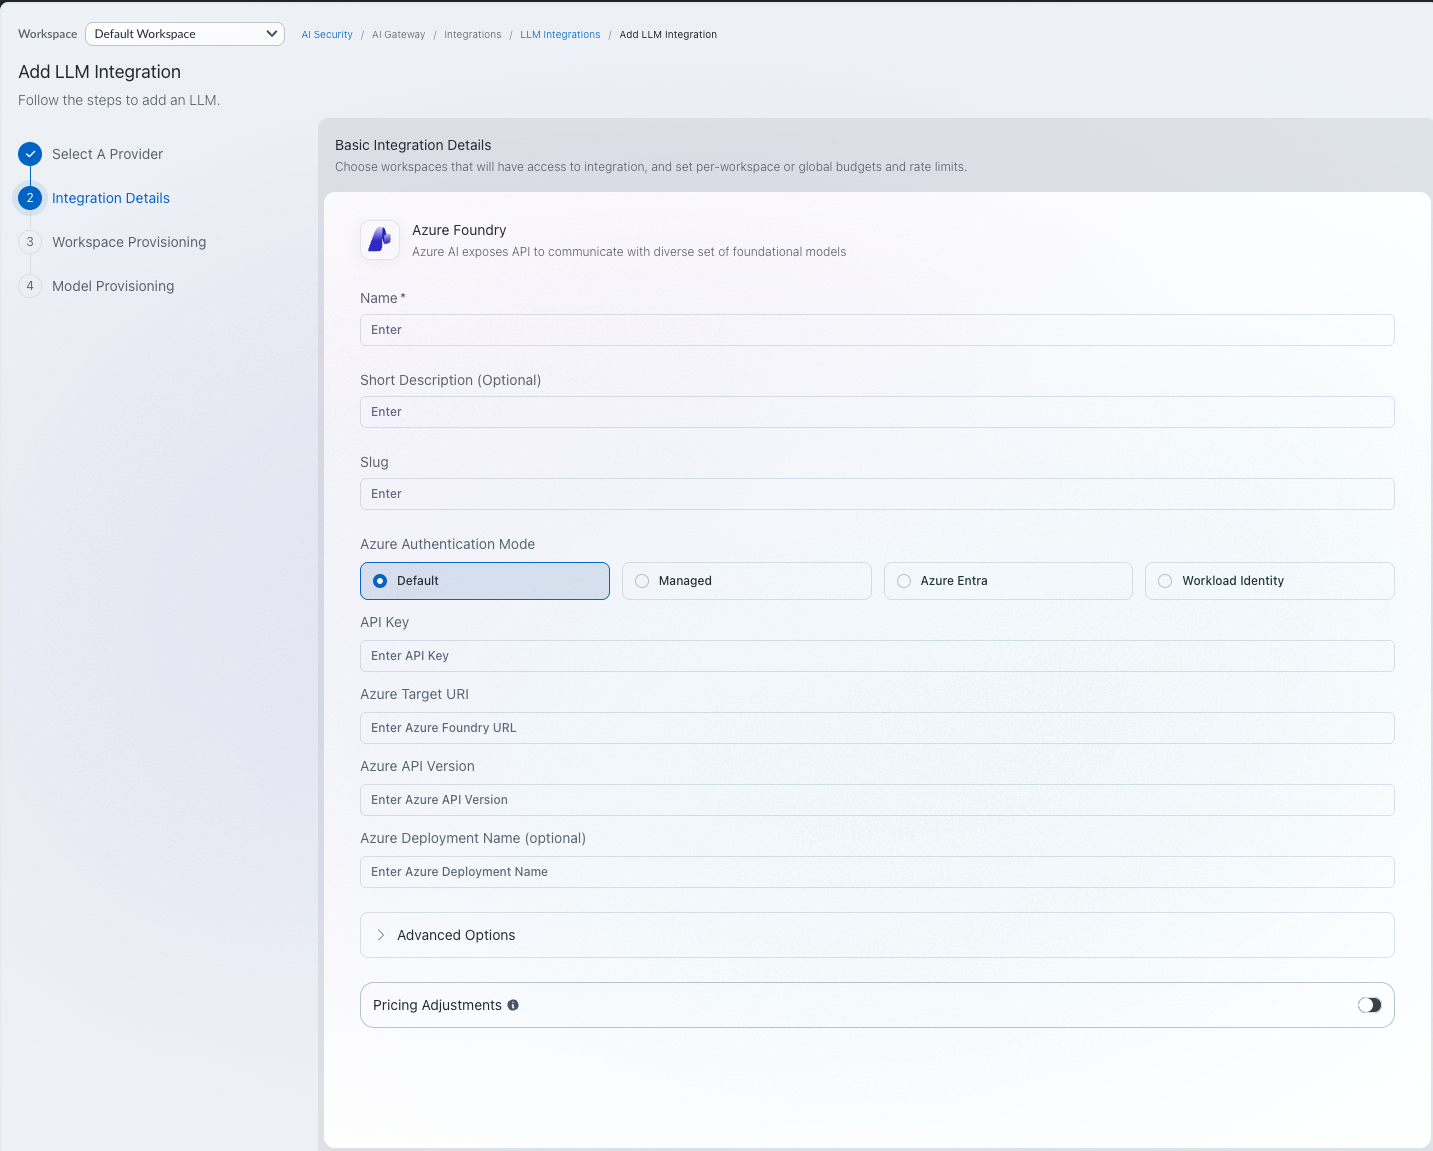 Workspace Default Workspace AI Security / AI Gateway / Integrations / LLM Integrations / Add LLM Integration
Add LLM Integration
Follow the steps to add an LLM.
Select A Provider
2 Integration Details
3 Workspace Provisioning
4 Model Provisioning
Basic Integration Details
Choose workspaces that will have access to integration, and set per-workspace or global budgets and rate limits.
Azure Foundry
Azure AI exposes API to communicate with diverse set of foundational models
Name *
Enter
Short Description (Optional)
Enter
Slug
Enter
Azure Authentication Mode
Default Managed Azure Entra Workload Identity
API Key
Enter API Key
Azure Target URI
Enter Azure Foundry URL
Azure API Version
Enter Azure API Version
Azure Deployment Name (optional)
Enter Azure Deployment Name
Advanced Options
Pricing Adjustments